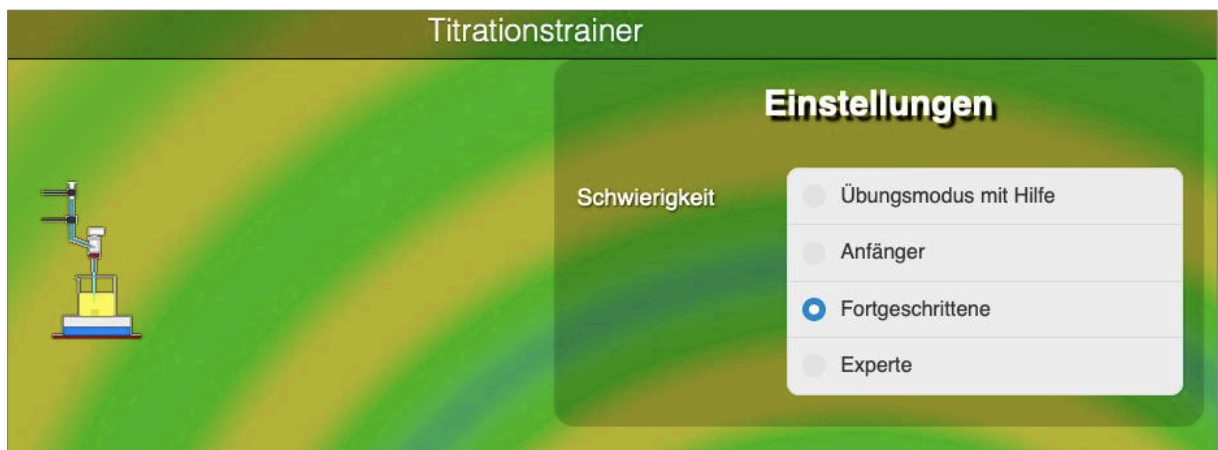 Titrationstrainer
Einstellungen
Schwierigkeit
Übungsmodus mit Hilfe
Anfänger
Fortgeschrittene
Experte